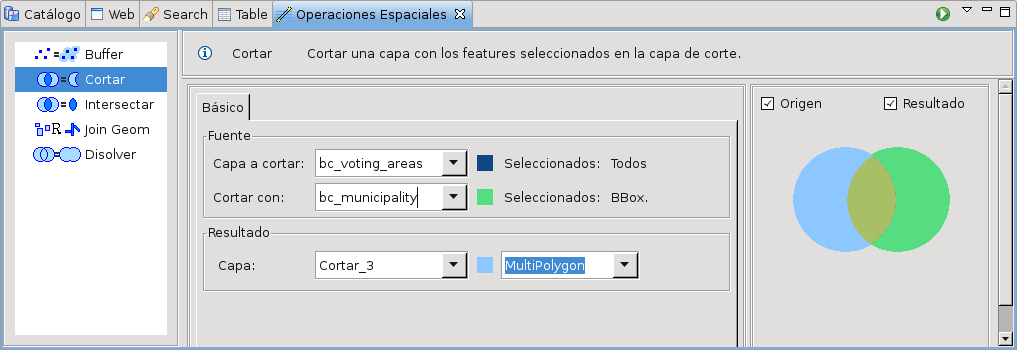 Catálogo Web Search Table Operaciones Espaciales
Buffer
Cortar
Intersectar
Join Geom
Disolver
Cortar Cortar una capa con los features seleccionados en la capa de corte.
Básico
Fuente
Capa a cortar: bc_voting_areas Seleccionados: Todos
Cortar con: bc_municipality Seleccionados: BBox.
Resultado
Capa: Cortar_3 MultiPolygon
Origen Resultado